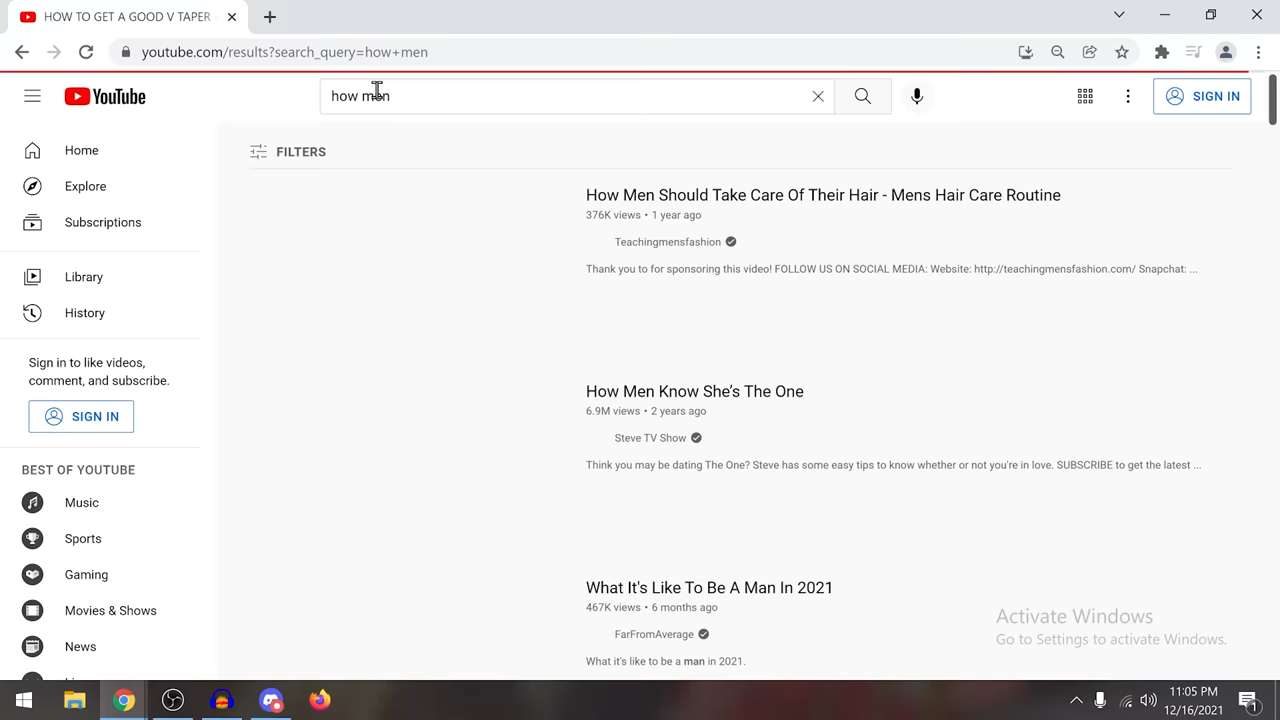 HOW TO GET A GOOD V TAPER -
youtube.com/results?search_query=how+men
YouTube
how men
SIGN IN
Home
Explore
Subscriptions
Library
History
Sign in to like videos,
comment, and subscribe.
SIGN IN
BEST OF YOUTUBE
Music
Sports
Gaming
Movies & Shows
News
FILTERS
How Men Should Take Care Of Their Hair - Mens Hair Care Routine
376K views • 1 year ago
Teachingmensfashion
Thank you to for sponsoring this video! FOLLOW US ON SOCIAL MEDIA: Website: http://teachingmensfashion.com/ Snapchat: ...
How Men Know She's The One
6.9M views • 2 years ago
Steve TV Show
Think you may be dating The One? Steve has some easy tips to know whether or not you're in love. SUBSCRIBE to get the latest ...
What It's Like To Be A Man In 2021
467K views • 6 months ago
FarFromAverage
What it's like to be a man in 2021.
Activate Windows
Go to Settings to activate Windows.
11:05 PM
12/16/2021
1